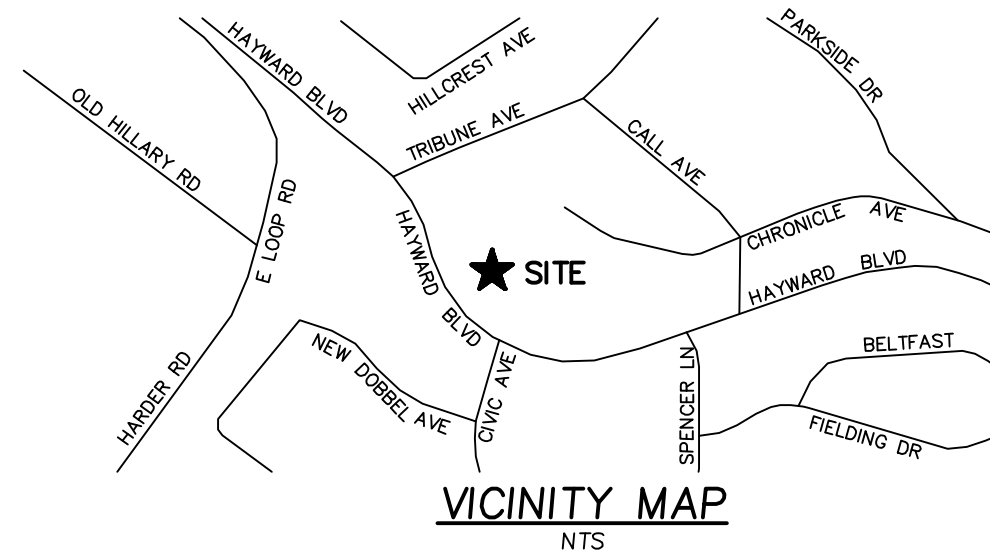 HAYWARD BLVD
HILLCREST AVE
PARKSIDE DR
OLD HILLARY RD
TRIBUNE AVE
CALL AVE
E LOOP RD
CHRONICLE AVE
HAYWARD BLVD
SITE
HAYWARD BLVD
NEW DOBBEL AVE
HARDER RD
CIVIC AVE
SPENCER LN
BELTFAST
FIELDING DR
VICINITY MAP
NTS